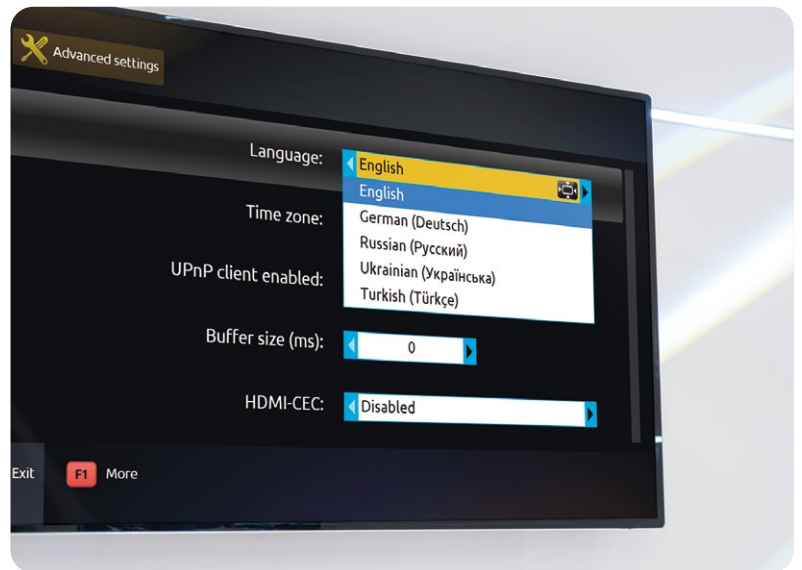 Advanced settings
Language:
English
English
German (Deutsch)
Russian (Русский)
Ukrainian (Українська)
Turkish (Türkçe)
Time zone:
UPnP client enabled:
Buffer size (ms):
0
HDMI-CEC:
Disabled
Exit
F1 More